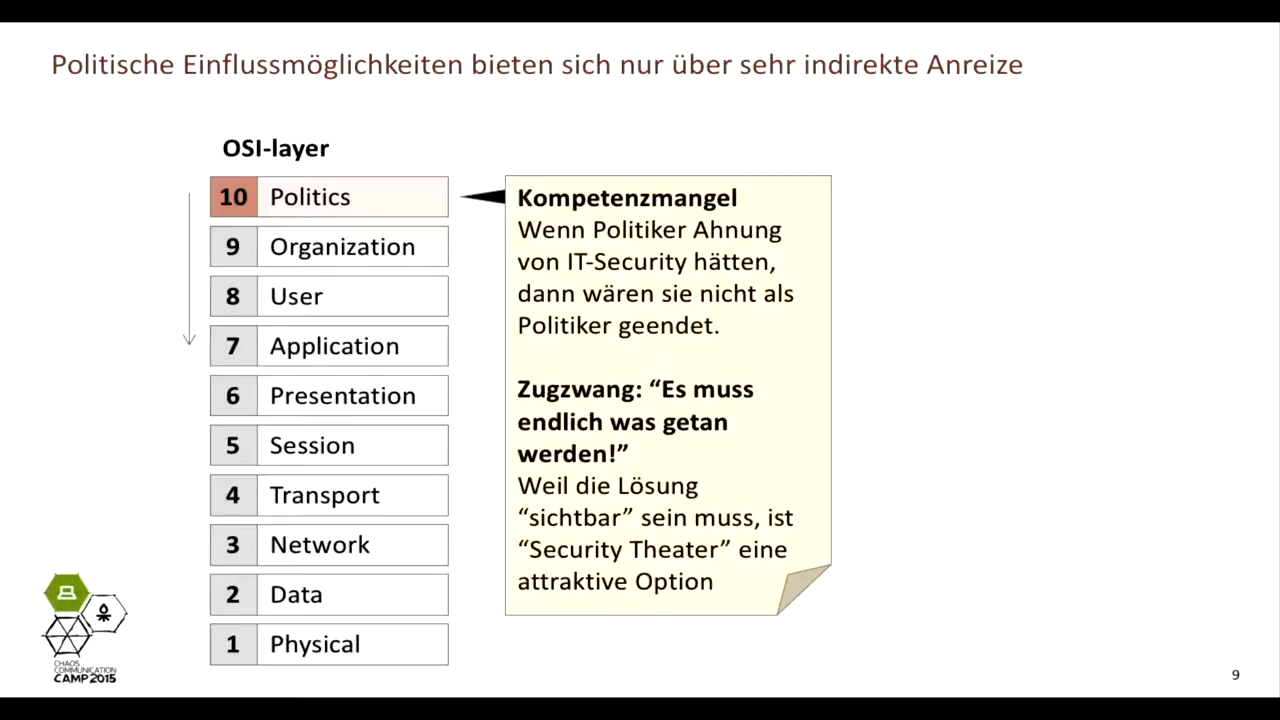 Politische Einflussmöglichkeiten bieten sich nur über sehr indirekte Anreize
OSI-layer
10 Politics
9 Organization
8 User
7 Application
6 Presentation
5 Session
4 Transport
3 Network
2 Data
1 Physical
Kompetenzmangel
Wenn Politiker Ahnung
von IT-Security hätten,
dann wären sie nicht als
Politiker geendet.
Zugzwang: “Es muss
endlich was getan
werden!”
Weil die Lösung
“sichtbar” sein muss, ist
“Security Theater” eine
attraktive Option
CHAOS
COMMUNICATION
CAMP 2015
9